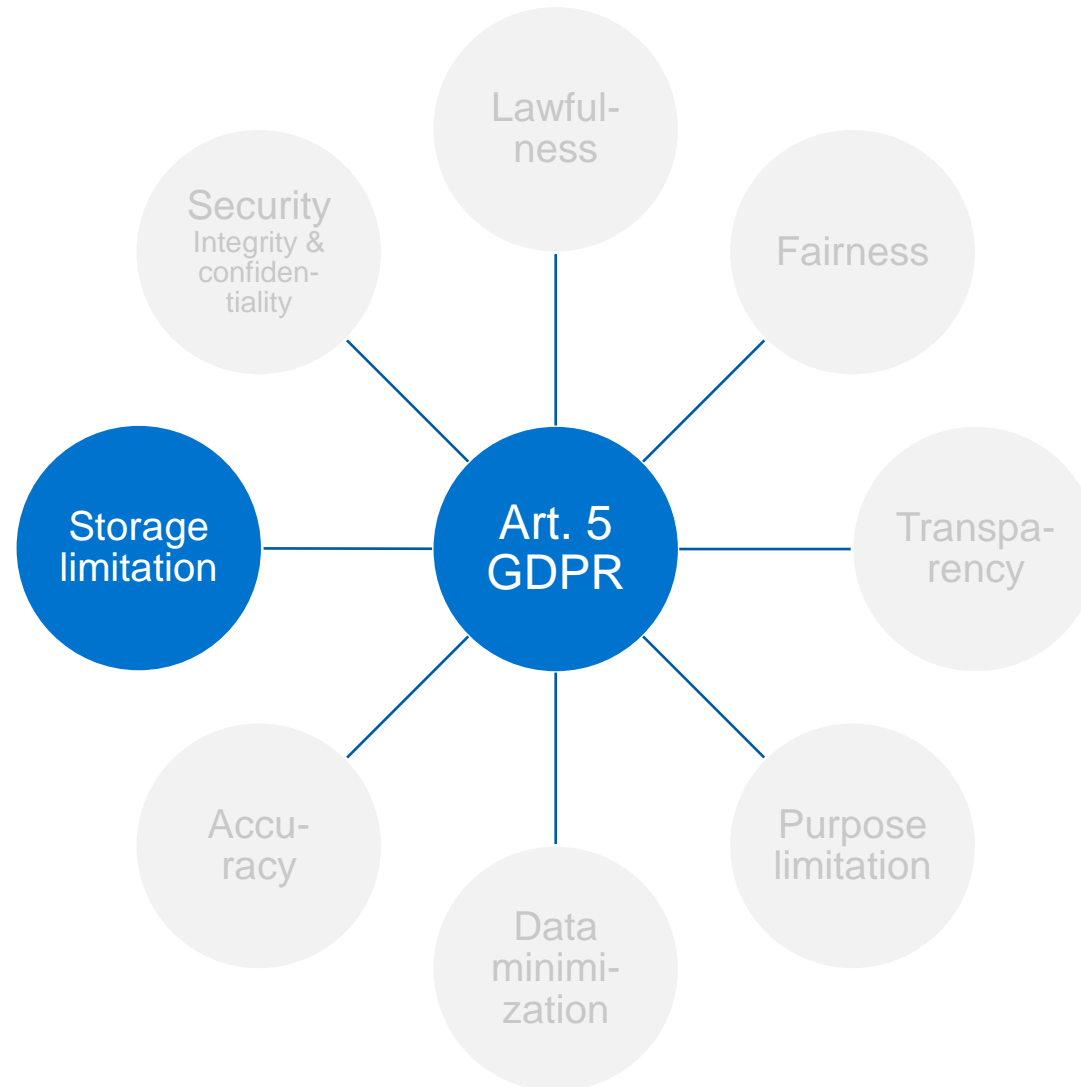 Lawful-
ness
Security
Integrity &
confiden-
tiality
Fairness
Storage
limitation
Art. 5
GDPR
Transpa-
rency
Accu-
racy
Purpose
limitation
Data
minimi-
zation